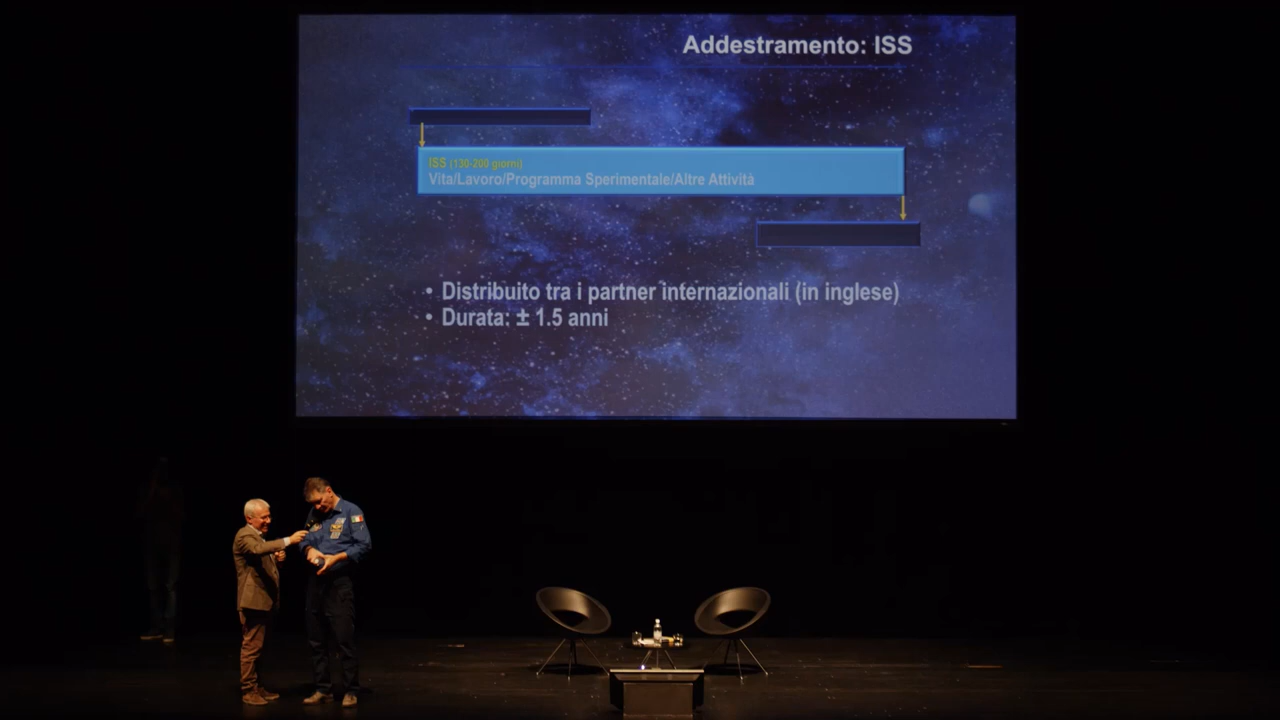 Addestramento: ISS
ISS (130-200 giorni)
Vita/Lavoro/Programma Sperimentale/Altre Attività
• Distribuito tra i partner internazionali (in inglese)
• Durata: ± 1.5 anni